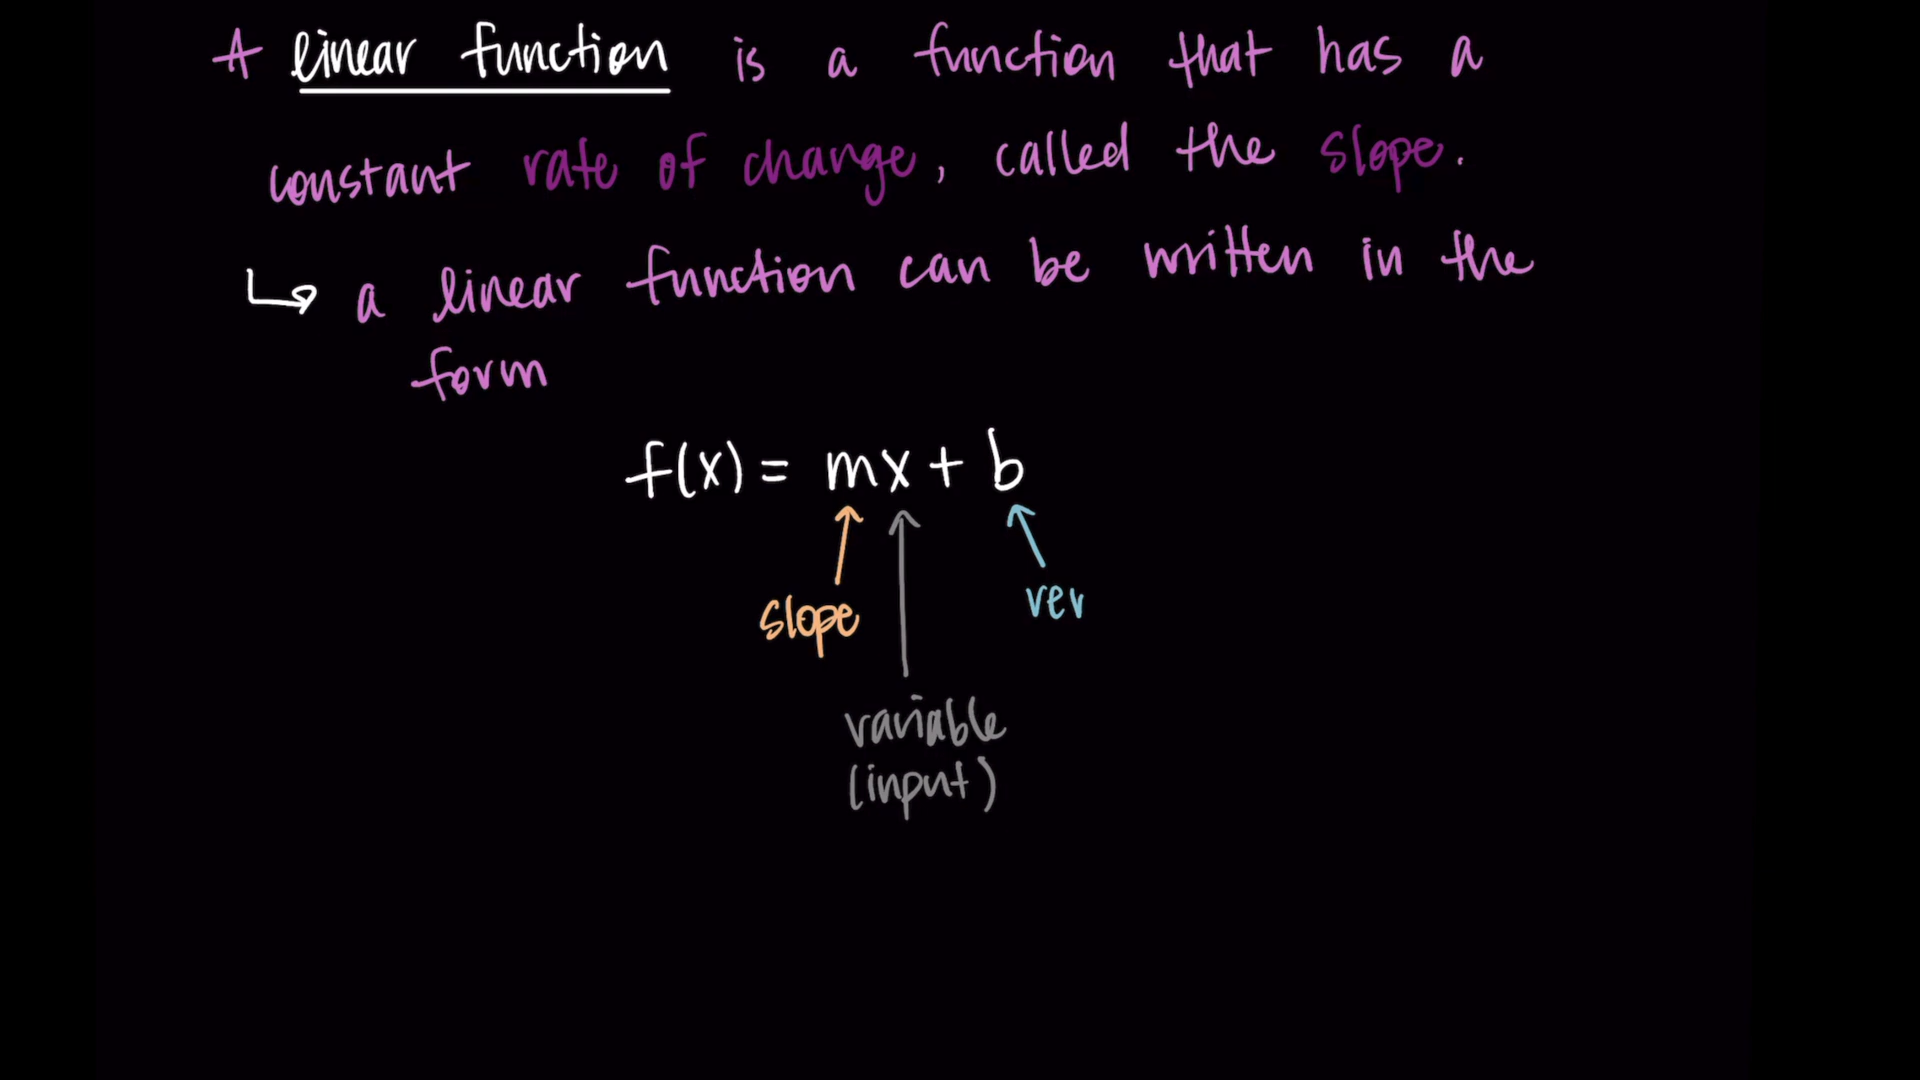 A linear function is a function that has a
constant rate of change, called the slope.
↳ a linear function can be written in the
form
f(x) = mx + b
slope
ver
variable
(input)